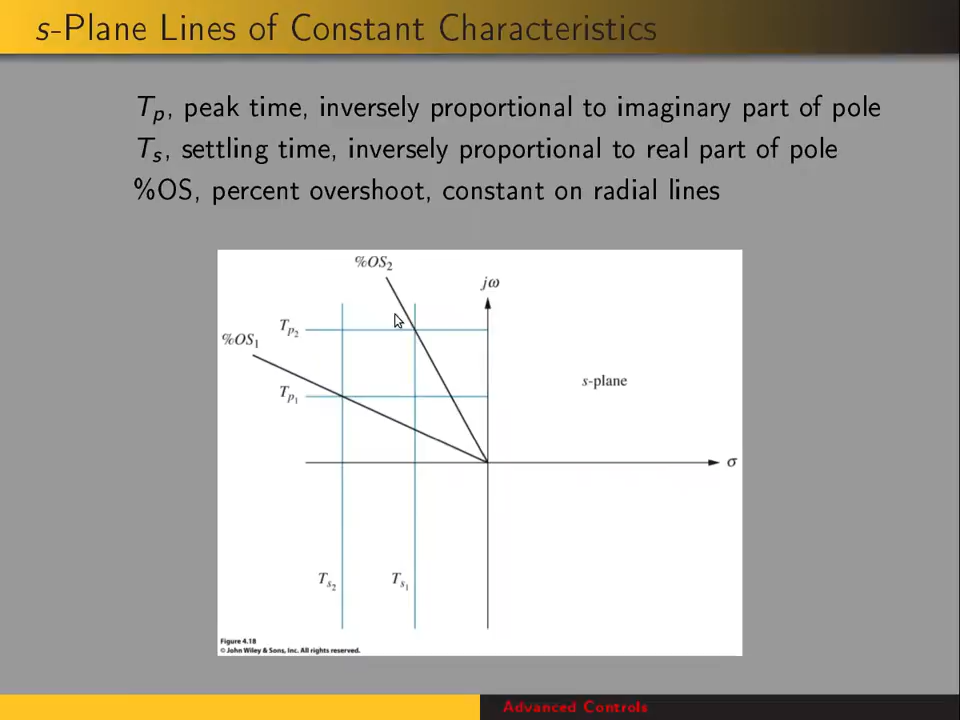 s-Plane Lines of Constant Characteristics
Tp, peak time, inversely proportional to imaginary part of pole
Ts, settling time, inversely proportional to real part of pole
%OS, percent overshoot, constant on radial lines
%OS2
jω
Tp2
%OS1
s-plane
Tp1
σ
Ts2
Ts1
Figure 4.18
© John Wiley & Sons, Inc. All rights reserved.
Advanced Controls